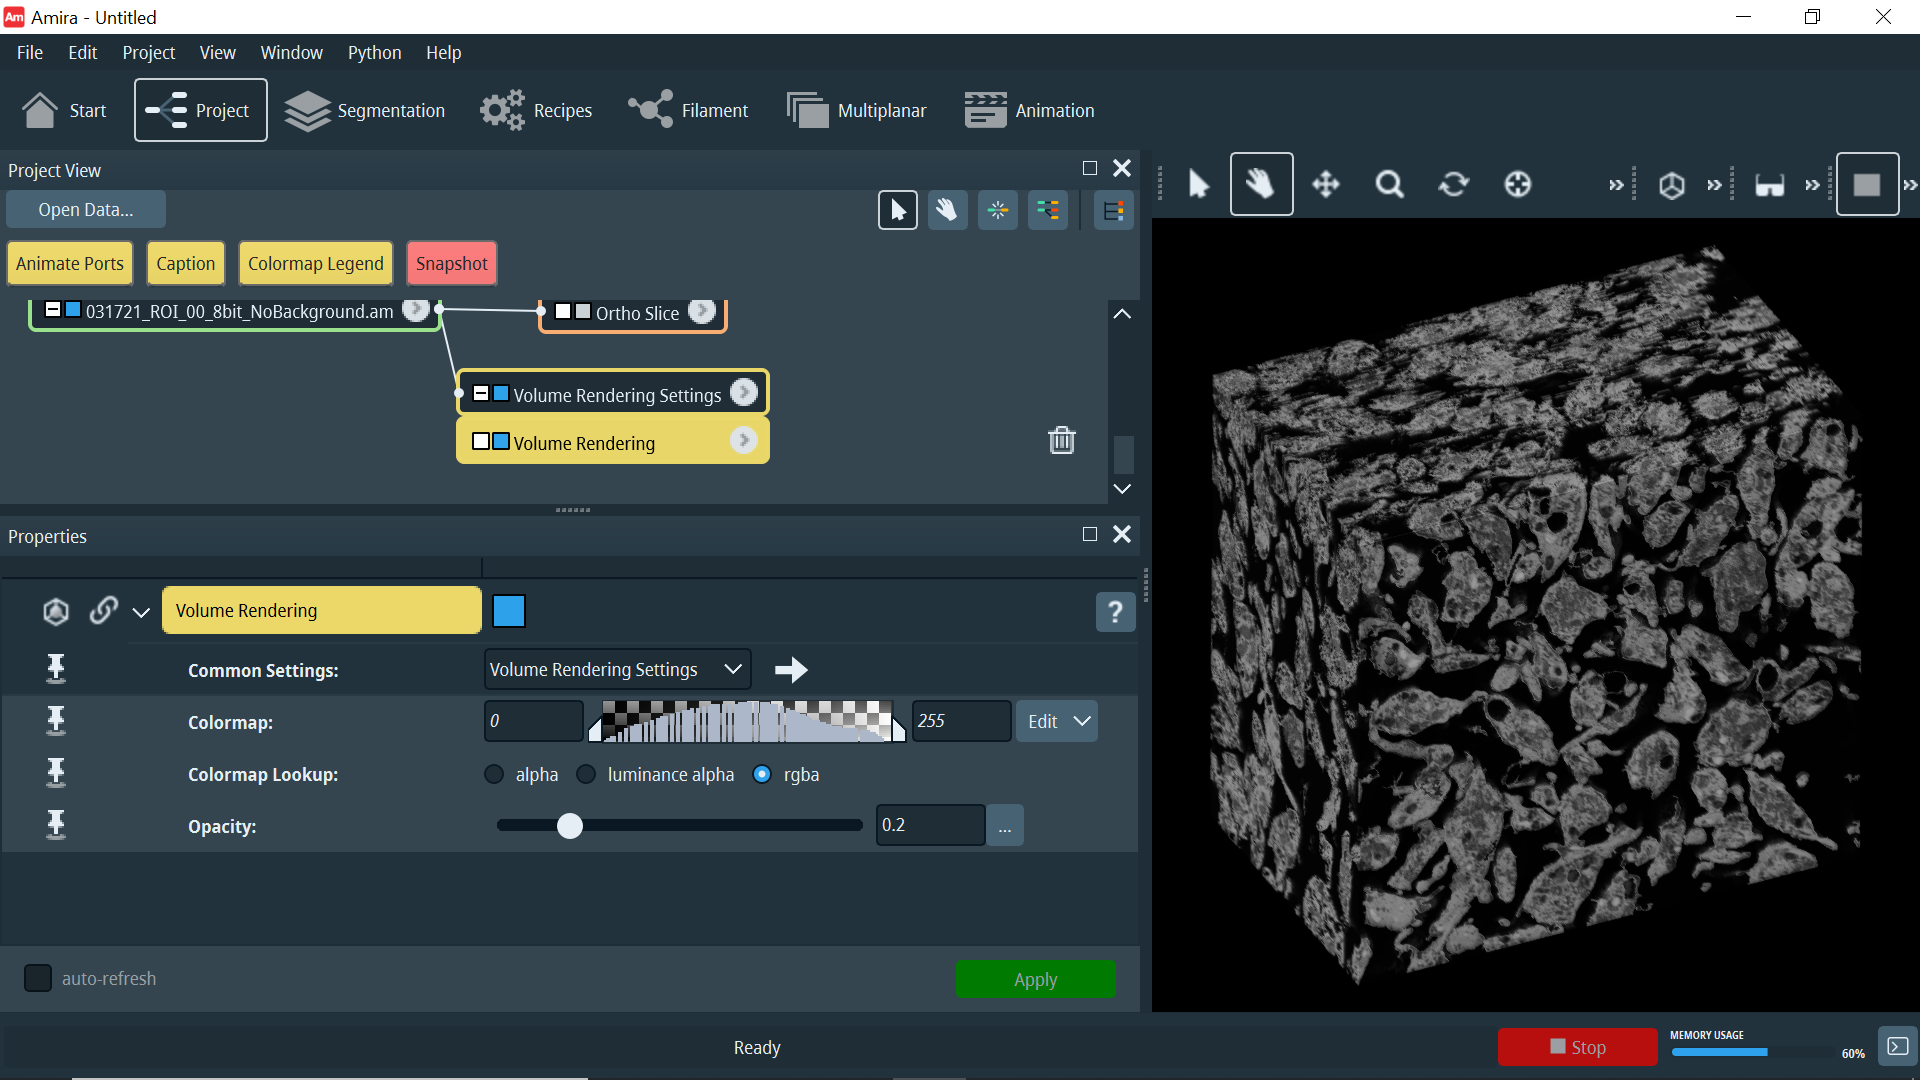 Am Amira - Untitled
File Edit Project View Window Python Help
Start Project Segmentation Recipes Filament Multiplanar Animation
Project View
Open Data...
Animate Ports Caption Colormap Legend Snapshot
031721_ROI_00_8bit_NoBackground.am Ortho Slice
Volume Rendering Settings
Volume Rendering
Properties
Volume Rendering ?
Common Settings: Volume Rendering Settings
Colormap: 0 255 Edit
Colormap Lookup: alpha luminance alpha rgba
Opacity: 0.2 ...
auto-refresh Apply
Ready Stop MEMORY USAGE 60%